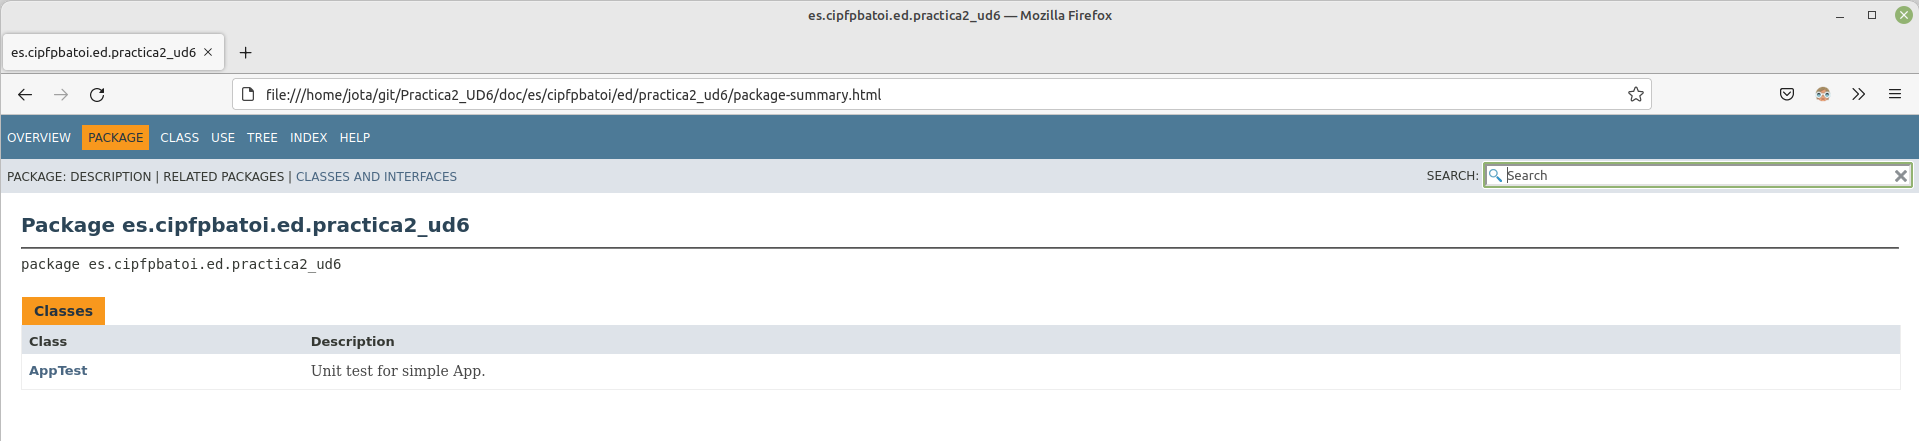 es.cipfpbatoi.ed.practica2_ud6 — Mozilla Firefox
es.cipfpbatoi.ed.practica2_ud6
file:///home/jota/git/Practica2_UD6/doc/es/cipfpbatoi/ed/practica2_ud6/package-summary.html
OVERVIEW PACKAGE CLASS USE TREE INDEX HELP
PACKAGE: DESCRIPTION | RELATED PACKAGES | CLASSES AND INTERFACES SEARCH: Search
Package es.cipfpbatoi.ed.practica2_ud6
package es.cipfpbatoi.ed.practica2_ud6
Classes
Class Description
AppTest Unit test for simple App.